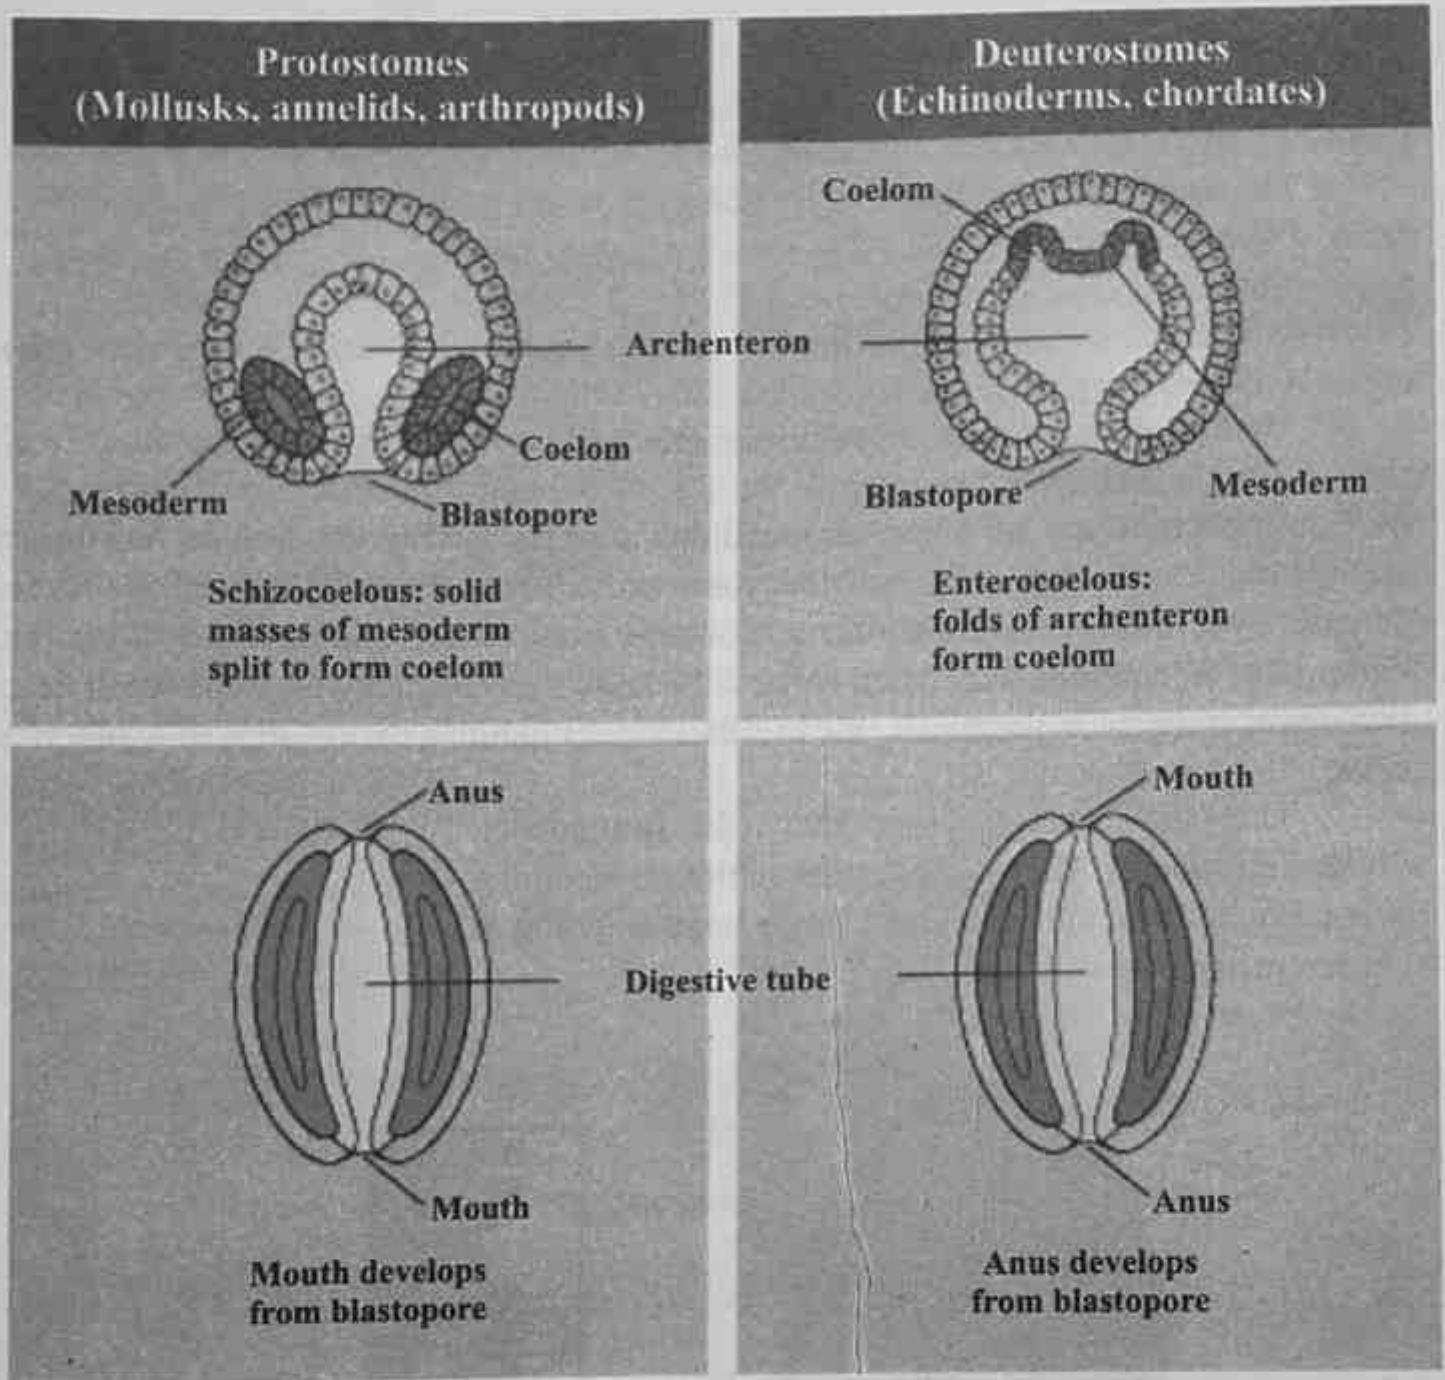 Protostomes
(Mollusks, annelids, arthropods)
Deuterostomes
(Echinoderms, chordates)
Coelom
Archenteron
Coelom
Mesoderm
Blastopore
Blastopore
Mesoderm
Schizocoelous: solid
masses of mesoderm
split to form coelom
Enterocoelous:
folds of archenteron
form coelom
Anus
Mouth
Digestive tube
Mouth
Anus
Mouth develops
from blastopore
Anus develops
from blastopore